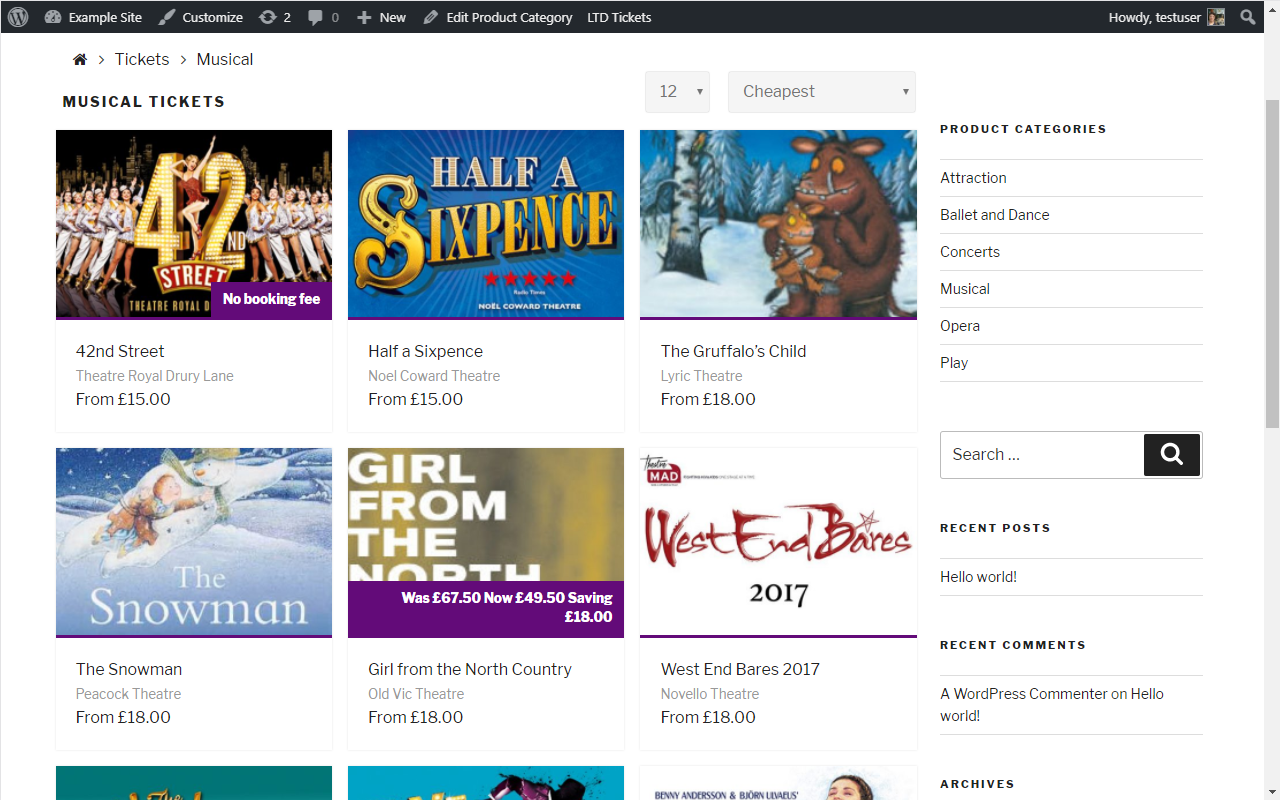 Example Site Customize 2 0 New Edit Product Category LTD Tickets Howdy, testuser
Tickets Musical
MUSICAL TICKETS
12 Cheapest
42
ND
STREET
THEATRE ROYAL D
No booking fee
42nd Street
Theatre Royal Drury Lane
From £15.00
HALF A
SIXPENCE
Radio Times
NOËL COWARD THEATRE
Half a Sixpence
Noel Coward Theatre
From £15.00
The Gruffalo's Child
Lyric Theatre
From £18.00
The
Snowman
The Snowman
Peacock Theatre
From £18.00
GIRL
FROM
THE
NORTH
Was £67.50 Now £49.50 Saving
£18.00
Girl from the North Country
Old Vic Theatre
From £18.00
Theatre
MAD
West End Bares
2017
West End Bares 2017
Novello Theatre
From £18.00
The
BENNY ANDERSSON & BJÖRN ULVAEUS'
PRODUCT CATEGORIES
Attraction
Ballet and Dance
Concerts
Musical
Opera
Play
Search ...
RECENT POSTS
Hello world!
RECENT COMMENTS
A WordPress Commenter on Hello
world!
ARCHIVES